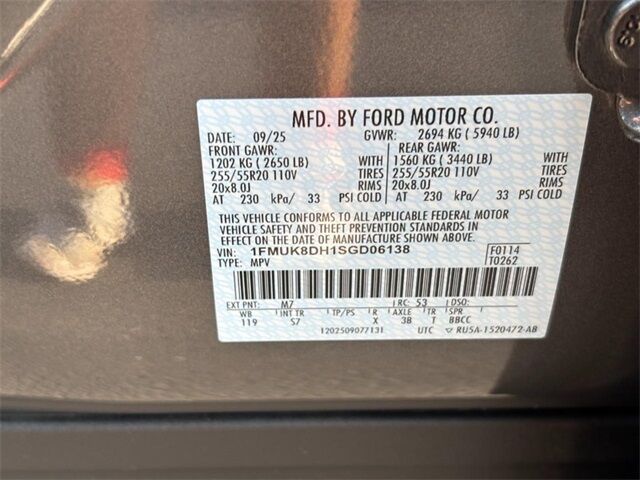 MFD. BY FORD MOTOR CO.
DATE: 09/25 GVWR: 2694 KG ( 5940 LB)
FRONT GAWR: REAR GAWR:
1202 KG ( 2650 LB) WITH 1560 KG ( 3440 LB) WITH
255/55R20 110V TIRES 255/55R20 110V TIRES
20x8.0J RIMS 20x8.0J RIMS
AT 230 kPa/ 33 PSI COLD AT 230 kPa/ 33 PSI COLD
THIS VEHICLE CONFORMS TO ALL APPLICABLE FEDERAL MOTOR
VEHICLE SAFETY AND THEFT PREVENTION STANDARDS IN
EFFECT ON THE DATE OF MANUFACTURE SHOWN ABOVE.
VIN: 1FMUK8DH1SGD06138 F0114
TYPE: MPV T0262
EXT PNT: M7 RC: 53 DSO:
WB INT TR TP/PS R AXLE TR SPR
119 S7 X 3B T BBCC
1202509077131 UTC RU5A-1520472-AB